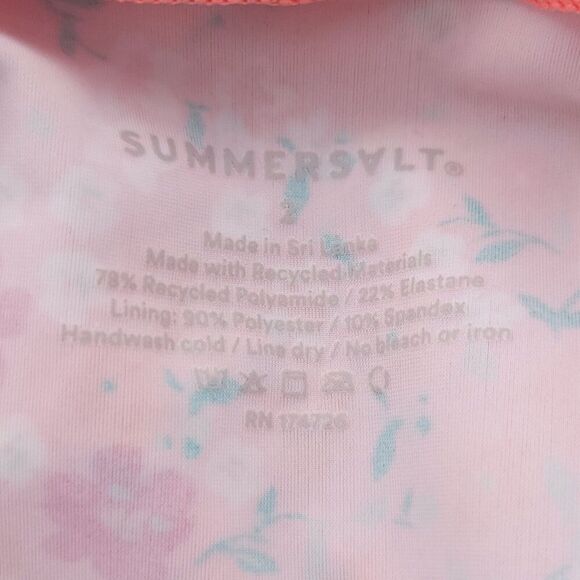 SUMMERSALT®
2
Made in Sri Lanka
Made with Recycled Materials
78% Recycled Polyamide / 22% Elastane
Lining: 90% Polyester / 10% Spandex
Handwash cold / Line dry / No bleach or iron
RN 174726